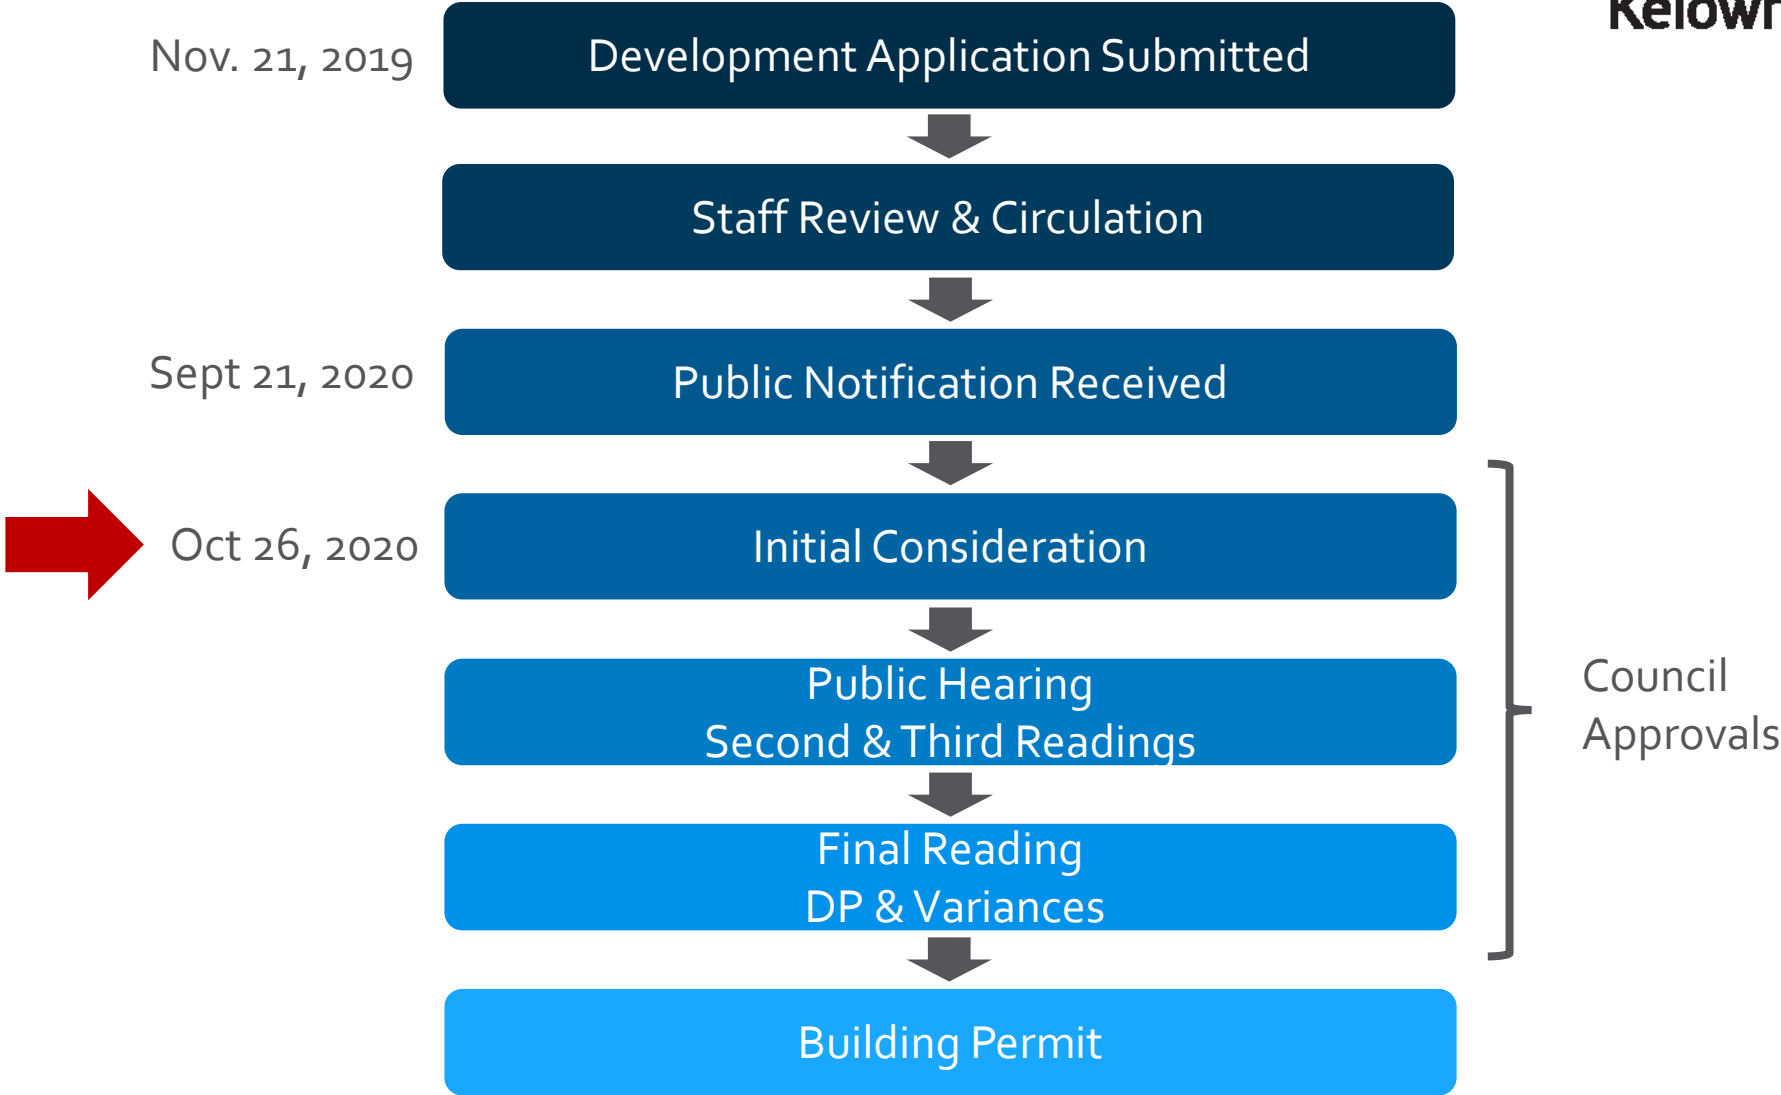 Nov. 21, 2019
Development Application Submitted
Staff Review & Circulation
Sept 21, 2020
Public Notification Received
Oct 26, 2020
Initial Consideration
Public Hearing
Second & Third Readings
Council
Approvals
Final Reading
DP & Variances
Building Permit